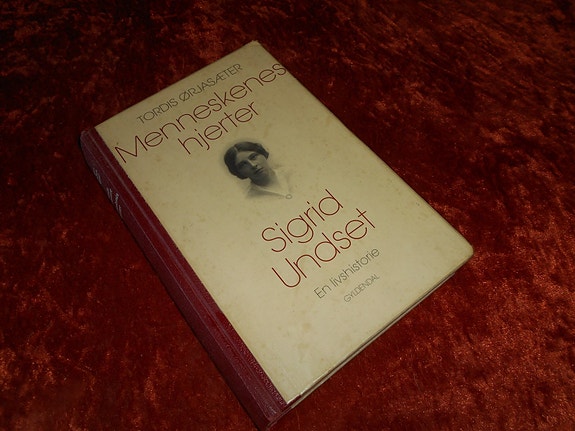 TORDIS ØRJASÆTER
Menneskenes
hjerter
Sigrid
Undset
En livshistorie
GYLDENDAL